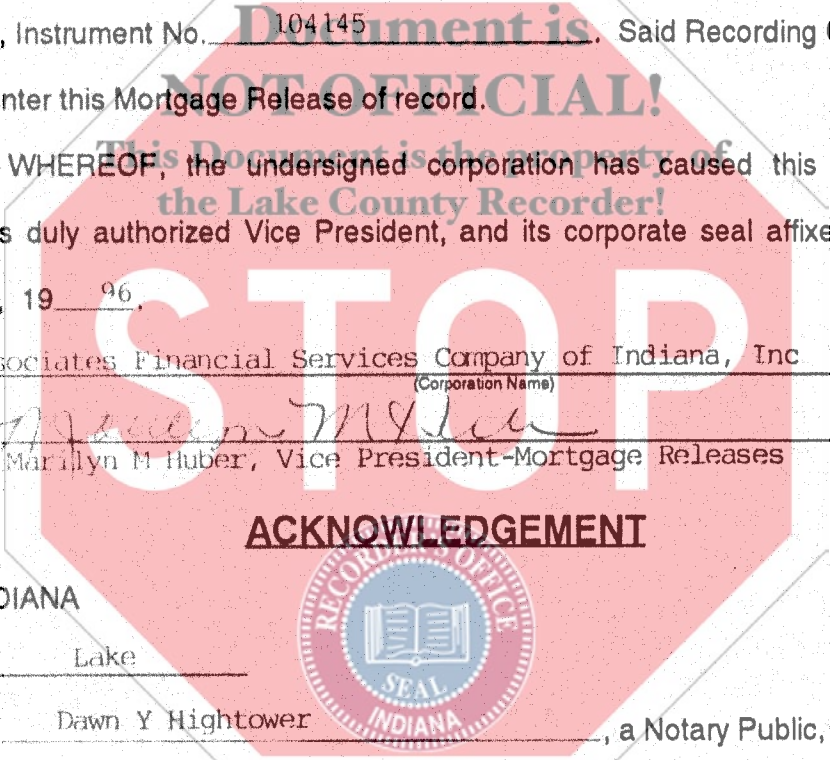 , Instrument No. 104145. Said Recording
Document is
NOT OFFICIAL!
nter this Mortgage Release of record.
This Document is the property of
WHEREOF, the undersigned corporation has caused this
the Lake County Recorder!
s duly authorized Vice President, and its corporate seal affixe
, 19 96.
STOP
sociates Financial Services Company of Indiana, Inc
(Corporation Name)
Marilyn M Huber, Vice President-Mortgage Releases
ACKNOWLEDGEMENT
RECORDER'S OFFICE
DIANA
Lake
SEAL
INDIANA
Dawn Y Hightower, a Notary Public,